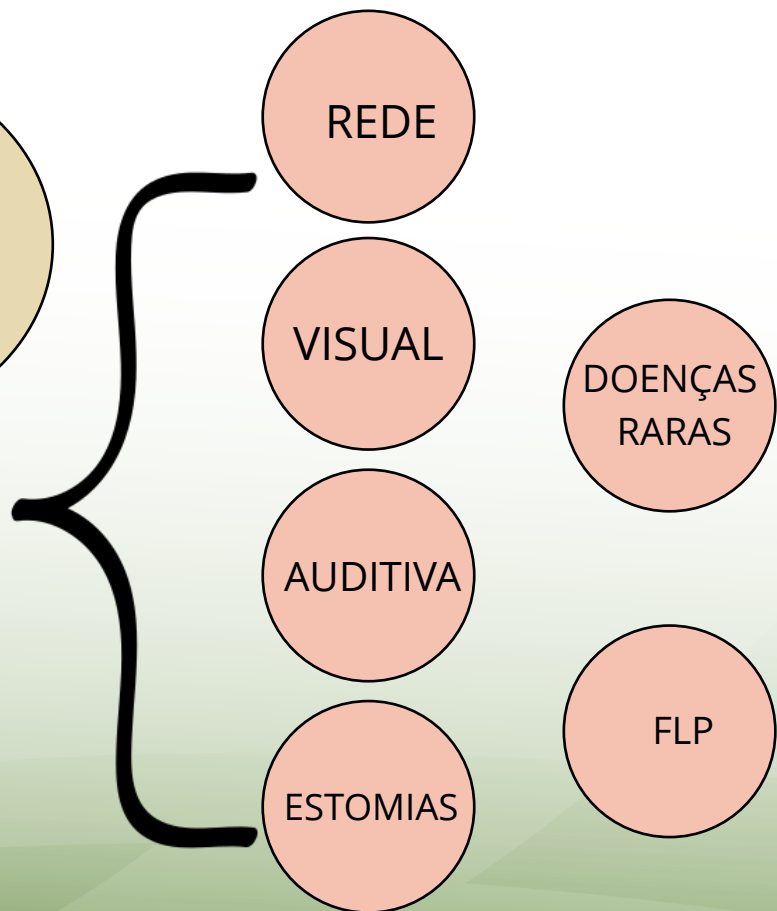 REDE
VISUAL
AUDITIVA
ESTOMIAS
DOENÇAS
RARAS
FLP